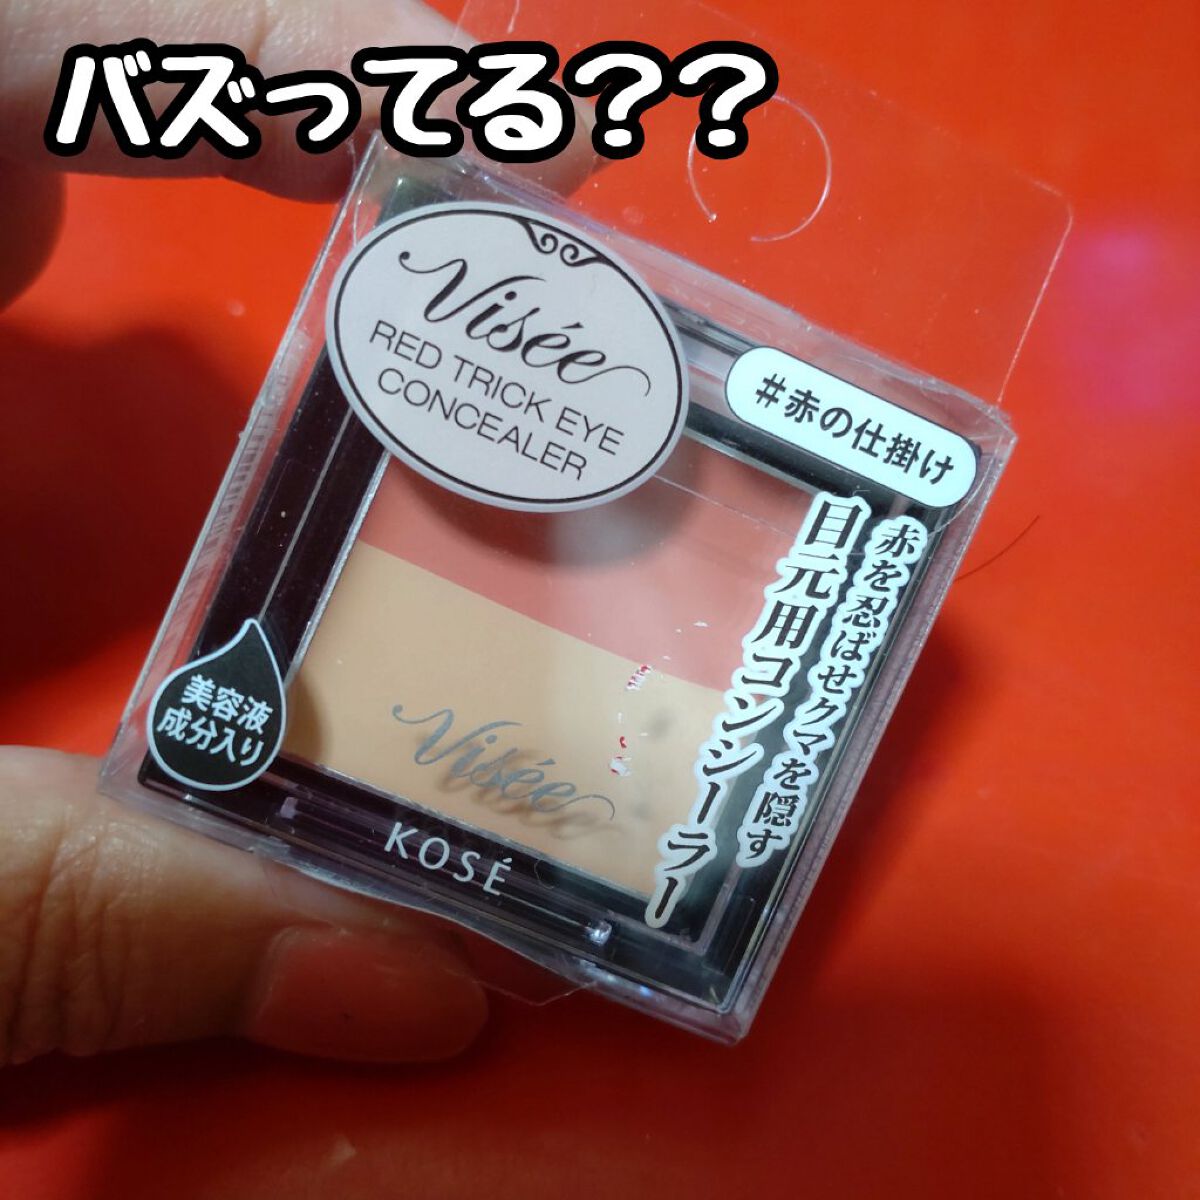 バズってる??
Visée
RED TRICK EYE
CONCEALER
#赤の仕掛け
赤を忍ばせクマを隠す
目元用コンシーラー
美容液
成分入り
Visée
KOSÉ